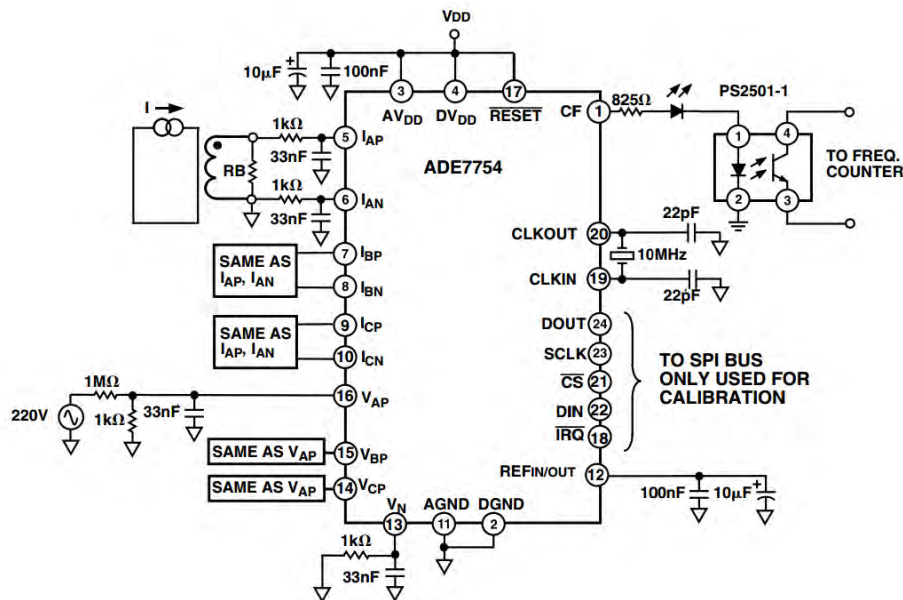 VDD
10µF
+
100nF
3
4
17
AVDD
DVDD
RESET
CF
1
825Ω
PS2501-1
1
4
2
3
TO FREQ.
COUNTER
I
RB
1kΩ
33nF
5
IAP
1kΩ
33nF
6
IAN
ADE7754
SAME AS
IAP, IAN
7
IBP
8
IBN
SAME AS
IAP, IAN
9
ICP
10
ICN
CLKOUT
20
22pF
10MHz
CLKIN
19
22pF
DOUT
24
SCLK
23
CS
21
DIN
22
IRQ
18
TO SPI BUS
ONLY USED FOR
CALIBRATION
220V
1MΩ
1kΩ
33nF
16
VAP
SAME AS VAP
15
VBP
SAME AS VAP
14
VCP
REFIN/OUT
12
100nF
10µF
+
VN
13
AGND
11
DGND
2
1kΩ
33nF